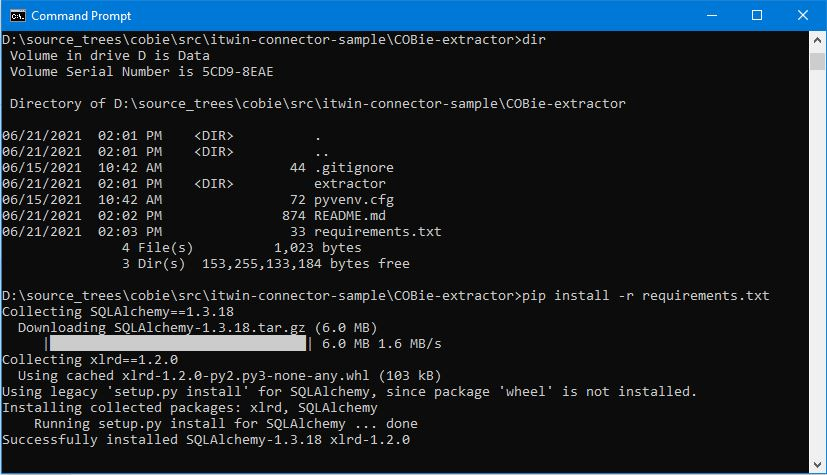 Command Prompt
D:\source_trees\cobie\src\itwin-connector-sample\COBie-extractor>dir
 Volume in drive D is Data
 Volume Serial Number is 5CD9-8EAE

 Directory of D:\source_trees\cobie\src\itwin-connector-sample\COBie-extractor

06/21/2021  02:01 PM    <DIR>          .
06/21/2021  02:01 PM    <DIR>          ..
06/15/2021  10:42 AM                44 .gitignore
06/21/2021  02:01 PM    <DIR>          extractor
06/15/2021  10:42 AM                72 pyvenv.cfg
06/21/2021  02:02 PM               874 README.md
06/21/2021  02:03 PM                33 requirements.txt
               4 File(s)          1,023 bytes
               3 Dir(s)  153,255,133,184 bytes free

D:\source_trees\cobie\src\itwin-connector-sample\COBie-extractor>pip install -r requirements.txt
Collecting SQLAlchemy==1.3.18
  Downloading SQLAlchemy-1.3.18.tar.gz (6.0 MB)
     |████████████████████████████████| 6.0 MB 1.6 MB/s
Collecting xlrd==1.2.0
  Using cached xlrd-1.2.0-py2.py3-none-any.whl (103 kB)
Using legacy 'setup.py install' for SQLAlchemy, since package 'wheel' is not installed.
Installing collected packages: xlrd, SQLAlchemy
    Running setup.py install for SQLAlchemy ... done
Successfully installed SQLAlchemy-1.3.18 xlrd-1.2.0